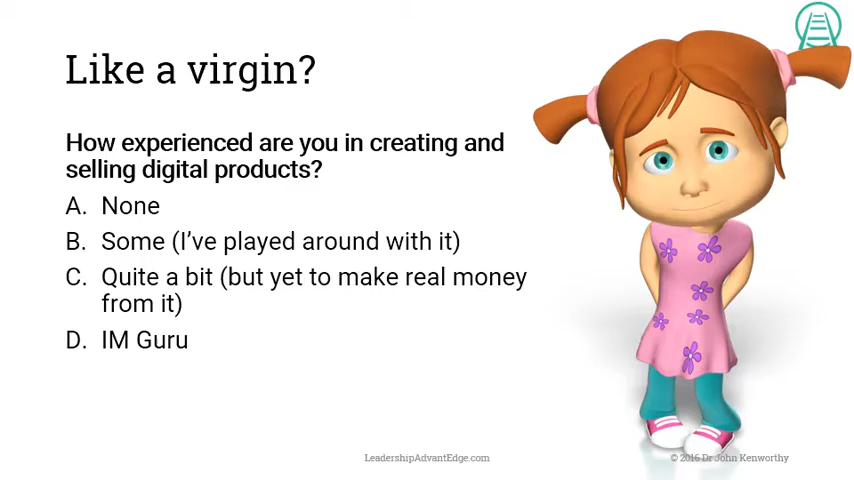 Like a virgin?
How experienced are you in creating and
selling digital products?
A. None
B. Some (I've played around with it)
C. Quite a bit (but yet to make real money
from it)
D. IM Guru
LeadershipAdvantEdge.com
© 2016 Dr John Kenworthy